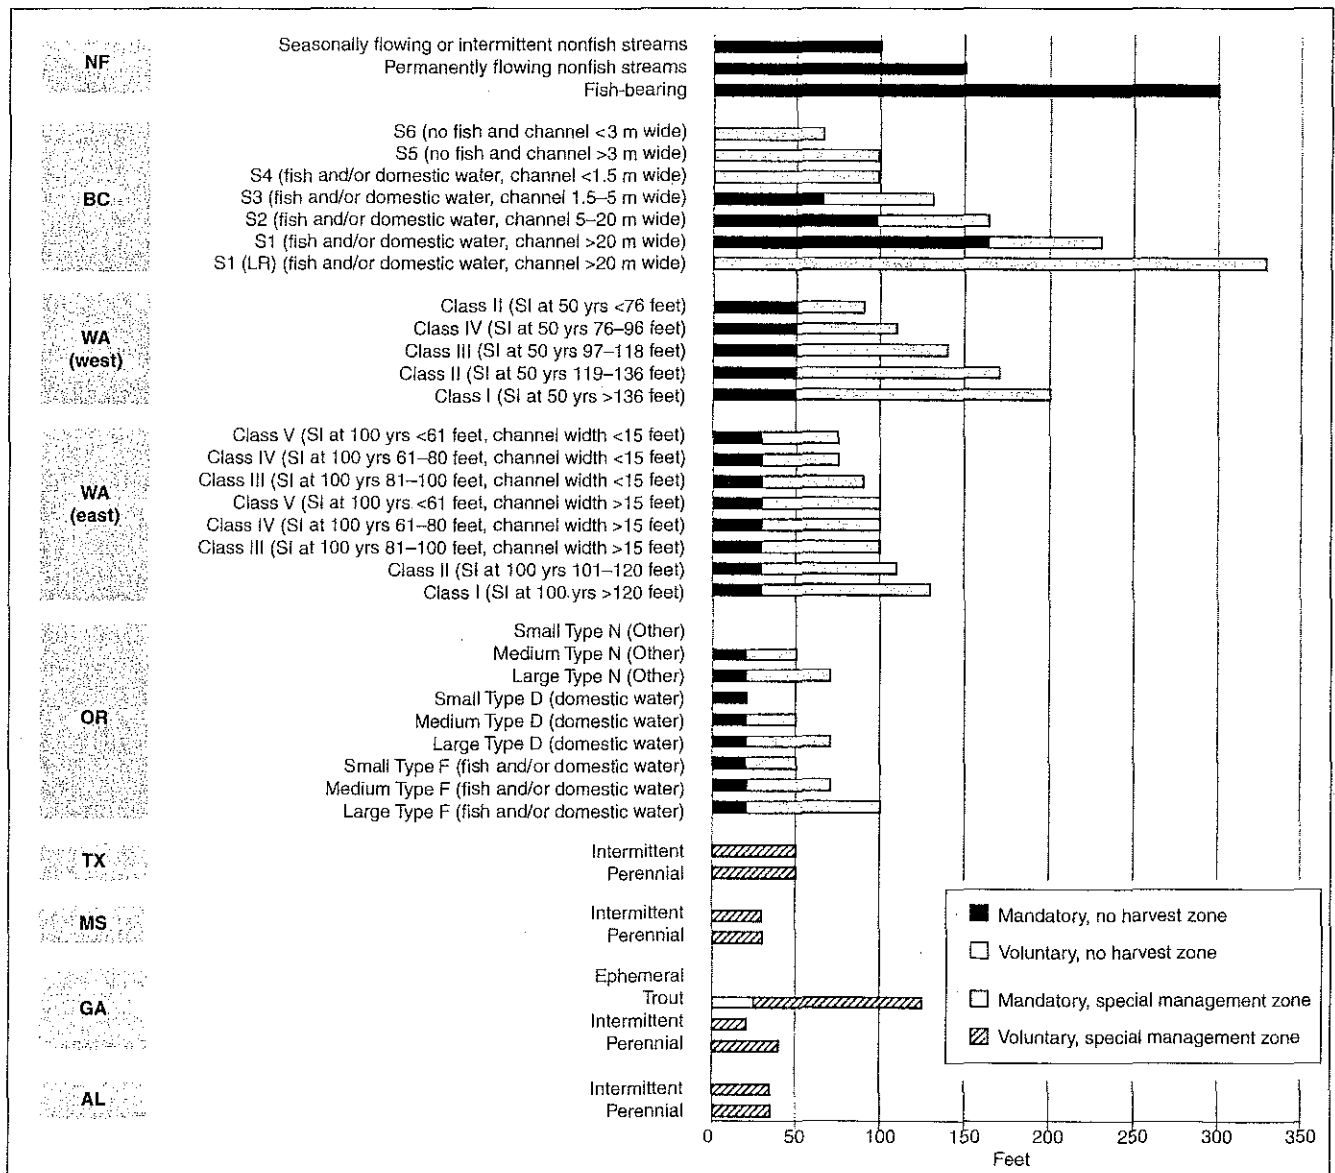 NF
Seasonally flowing or intermittent nonfish streams
Permanently flowing nonfish streams
Fish-bearing
BC
S6 (no fish and channel <3 m wide)
S5 (no fish and channel >3 m wide)
S4 (fish and/or domestic water, channel <1.5 m wide)
S3 (fish and/or domestic water, channel 1.5–5 m wide)
S2 (fish and/or domestic water, channel 5–20 m wide)
S1 (fish and/or domestic water, channel >20 m wide)
S1 (LR) (fish and/or domestic water, channel >20 m wide)
WA
(west)
Class II (SI at 50 yrs <76 feet)
Class IV (SI at 50 yrs 76–96 feet)
Class III (SI at 50 yrs 97–118 feet)
Class II (SI at 50 yrs 119–136 feet)
Class I (SI at 50 yrs >136 feet)
WA
(east)
Class V (SI at 100 yrs <61 feet, channel width <15 feet)
Class IV (SI at 100 yrs 61–80 feet, channel width <15 feet)
Class III (SI at 100 yrs 81–100 feet, channel width <15 feet)
Class V (SI at 100 yrs <61 feet, channel width >15 feet)
Class IV (SI at 100 yrs 61–80 feet, channel width >15 feet)
Class III (SI at 100 yrs 81–100 feet, channel width >15 feet)
Class II (SI at 100 yrs 101–120 feet)
Class I (SI at 100 yrs >120 feet)
OR
Small Type N (Other)
Medium Type N (Other)
Large Type N (Other)
Small Type D (domestic water)
Medium Type D (domestic water)
Large Type D (domestic water)
Small Type F (fish and/or domestic water)
Medium Type F (fish and/or domestic water)
Large Type F (fish and/or domestic water)
TX
Intermittent
Perennial
MS
Intermittent
Perennial
GA
Ephemeral
Trout
Intermittent
Perennial
AL
Intermittent
Perennial
Mandatory, no harvest zone
Voluntary, no harvest zone
Mandatory, special management zone
Voluntary, special management zone
0 50 100 150 200 250 300 350
Feet